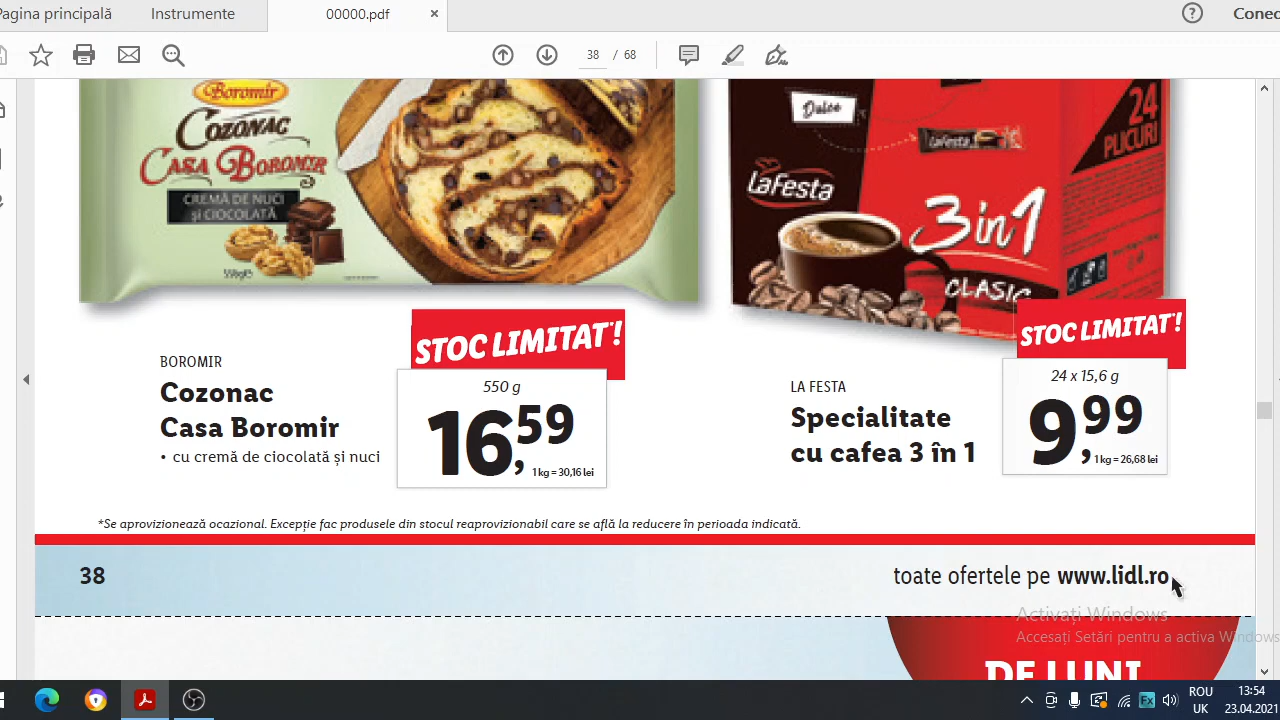 Pagina principală
Instrumente
00000.pdf
×
?
Conec
38 / 68
Boromir
COZONAC
CASA BOROMIR
CREMĂ DE NUCI
ȘI CIOCOLATĂ
550g℮
Dulce
LaFesta
24
PLICURI
LaFesta
3in1
CLASIC
STOC LIMITAT*!
BOROMIR
Cozonac
Casa Boromir
• cu cremă de ciocolată și nuci
550 g
16,59
1 kg = 30,16 lei
STOC LIMITAT*!
LA FESTA
Specialitate
cu cafea 3 în 1
24 x 15,6 g
9,99
1 kg = 26,68 lei
*Se aprovizionează ocazional. Excepție fac produsele din stocul reaprovizionabil care se află la reducere în perioada indicată.
38
toate ofertele pe www.lidl.ro
Activați Windows
Accesați Setări pentru a activa Windows
DE LUNI
ROU
UK
13:54
23.04.2021